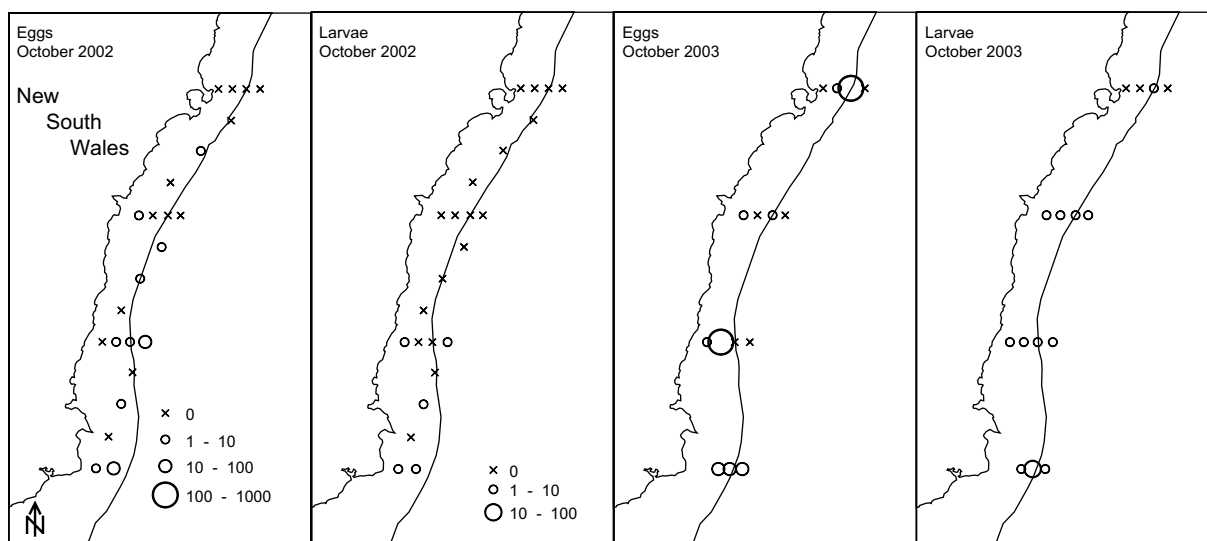 Eggs
October 2002
New
South
Wales
0
1 - 10
10 - 100
100 - 1000
N
Larvae
October 2002
0
1 - 10
10 - 100
Eggs
October 2003
Larvae
October 2003